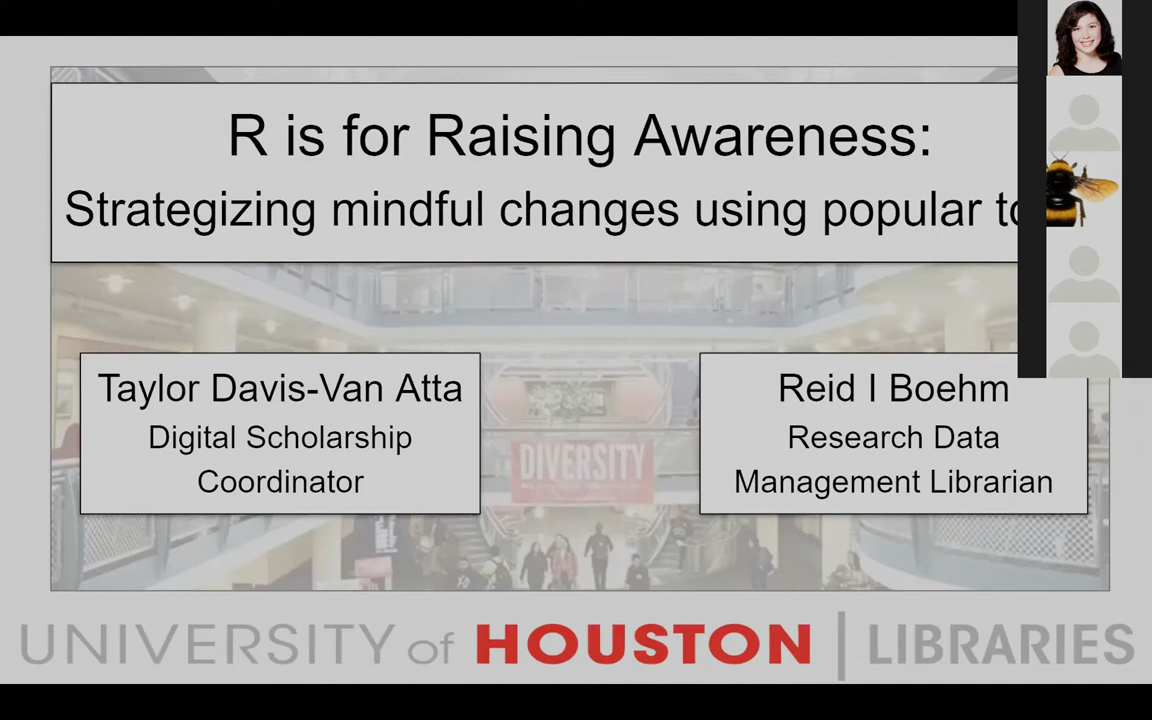 R is for Raising Awareness:
Strategizing mindful changes using popular
Taylor Davis-Van Atta
Digital Scholarship
Coordinator
Reid I Boehm
Research Data
Management Librarian
DIVERSITY
UNIVERSITY of HOUSTON | LIBRARIES